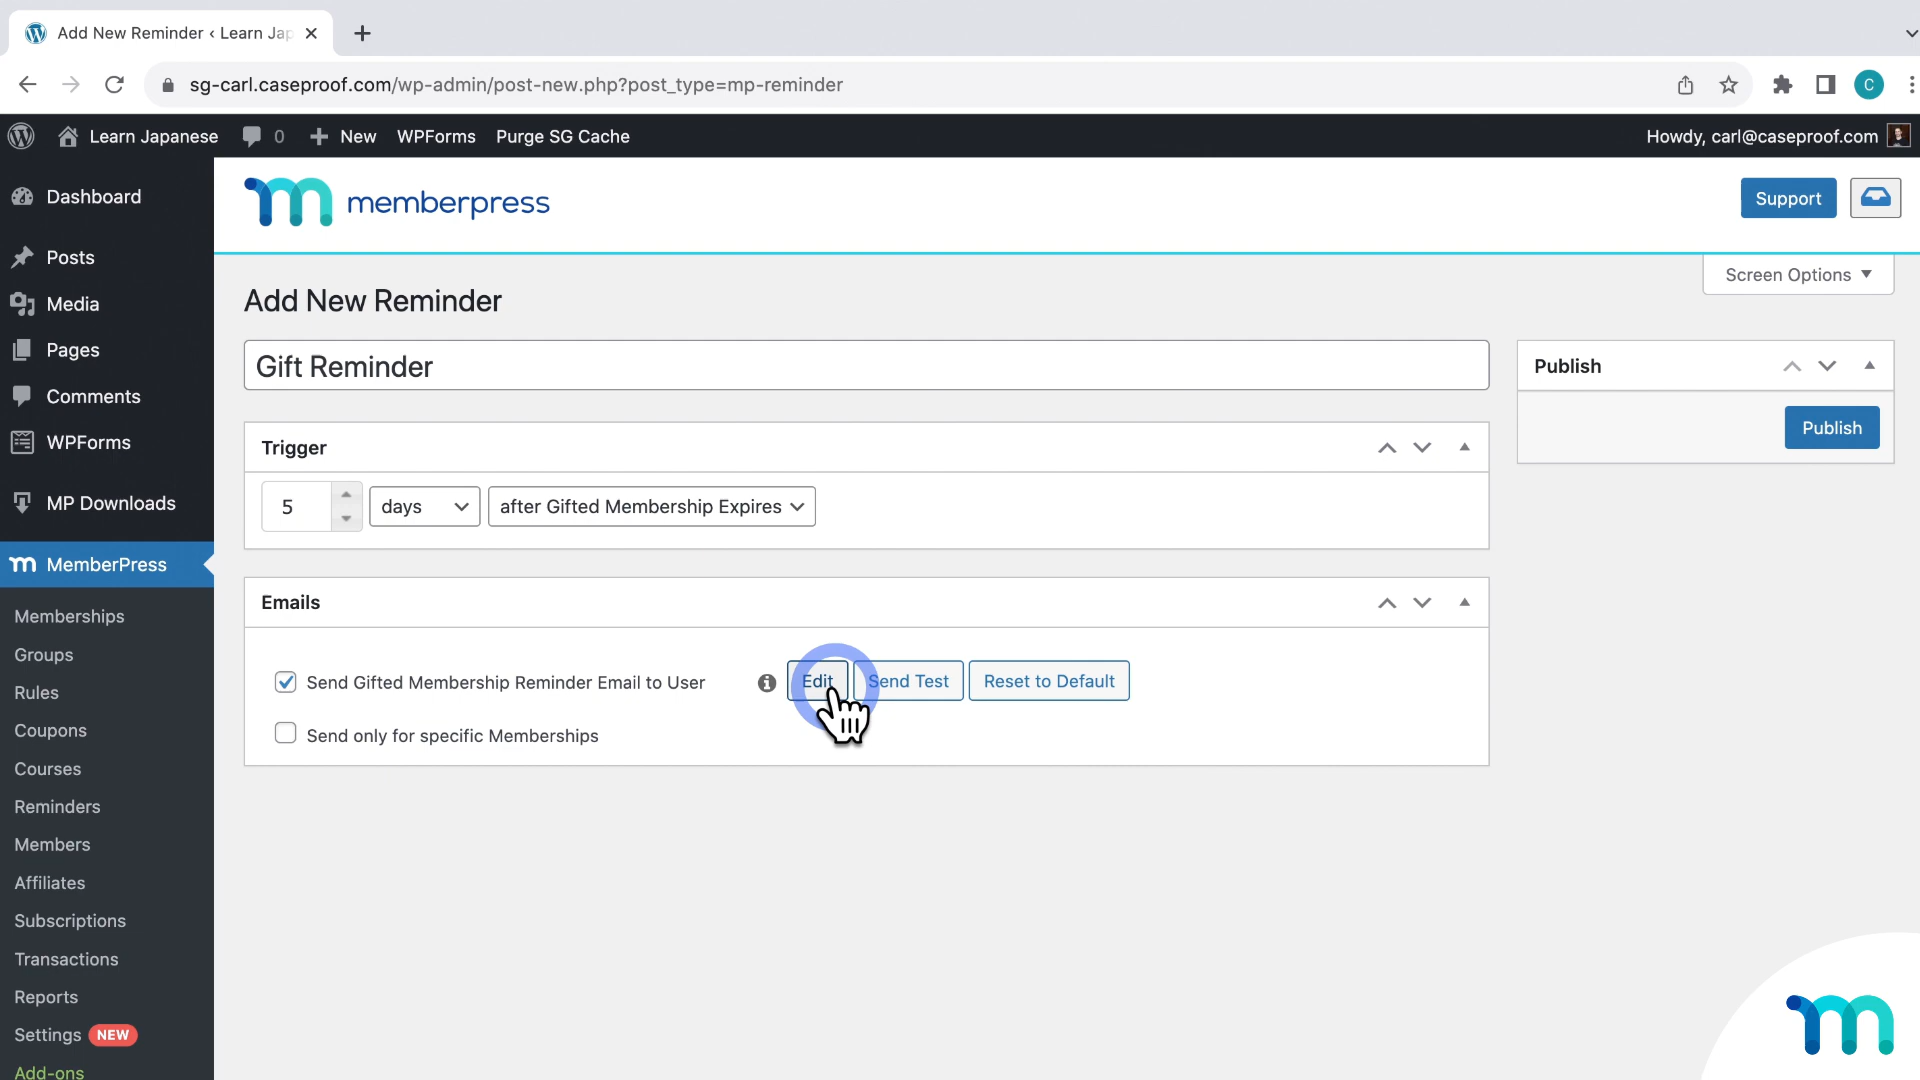 Add New Reminder ‹ Learn Jap
sg-carl.caseproof.com/wp-admin/post-new.php?post_type=mp-reminder
C
Learn Japanese 0 New WPForms Purge SG Cache Howdy, carl@caseproof.com
Dashboard
Posts
Media
Pages
Comments
WPForms
MP Downloads
MemberPress
Memberships
Groups
Rules
Coupons
Courses
Reminders
Members
Affiliates
Subscriptions
Transactions
Reports
Settings NEW
Add-ons
memberpress
Support
Screen Options
Add New Reminder
Gift Reminder
Trigger
5 days after Gifted Membership Expires
Emails
Send Gifted Membership Reminder Email to User Edit Send Test Reset to Default
Send only for specific Memberships
Publish
Publish